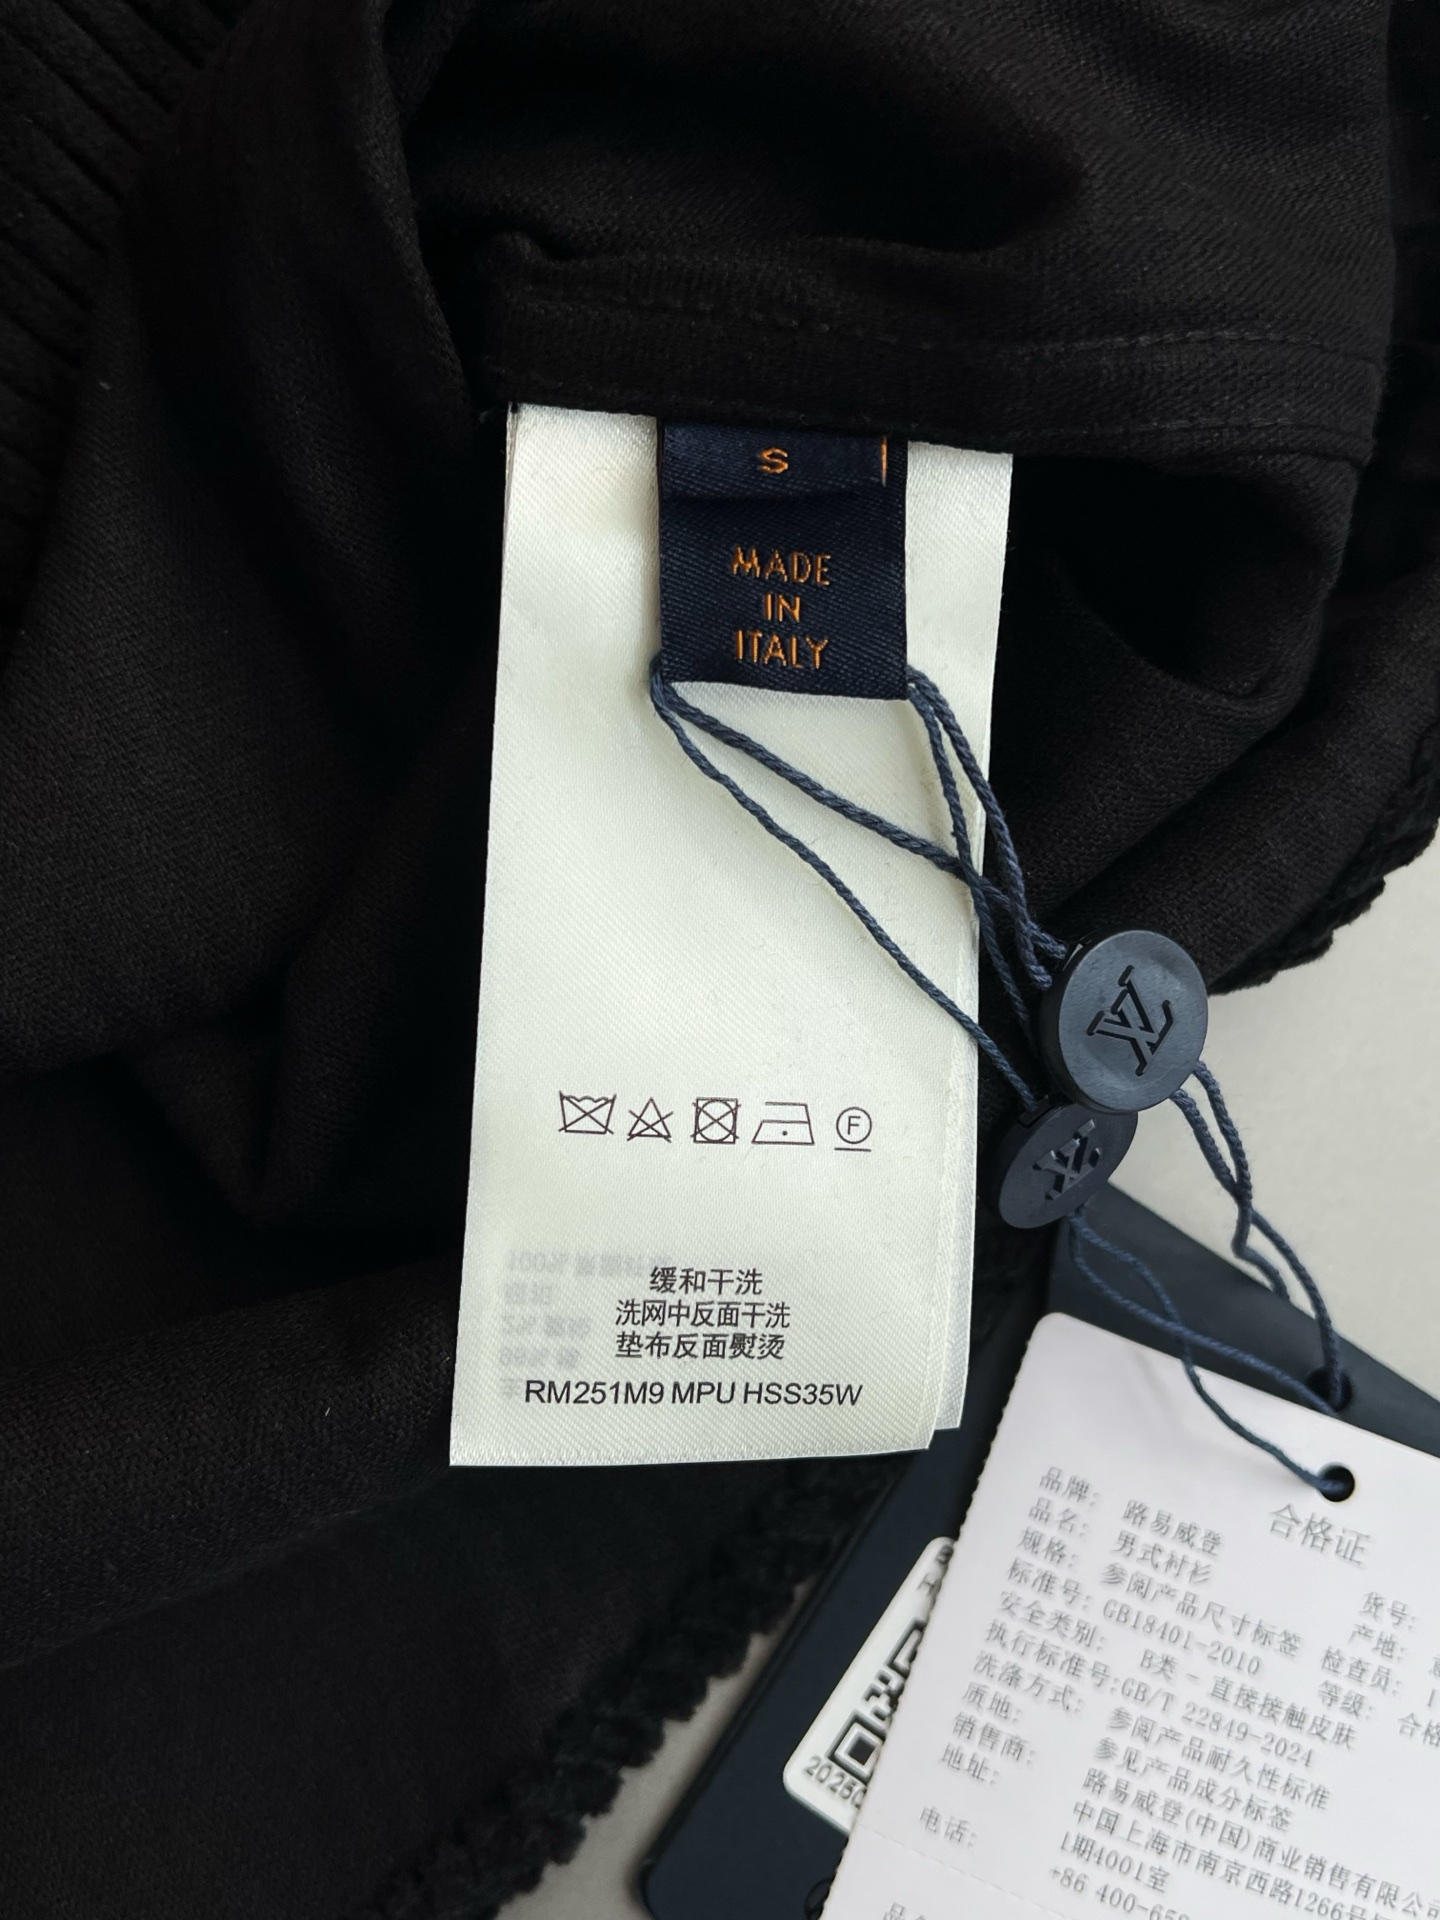 S
MADE
IN
ITALY
LV
LV
F
缓和干洗
洗网中反面干洗
垫布反面熨烫
RM251M9 MPU HSS35W
合格证
品牌: 路易威登
品名: 男式衬衫
规格: 参阅产品尺寸标签
标准号: GB18401-2010
安全类别: B类 - 直接接触皮肤
执行标准号:GB/T 22849-2024
洗涤方式: 参阅产品耐久性标准
质地: 参见产品成分标签
销售商: 路易威登(中国)商业销售有限公
地址: 中国上海市南京西路1266号
1期4001室
电话: +86 400-658
货号:
产地:
检查员: 1
等级: 合格
20250